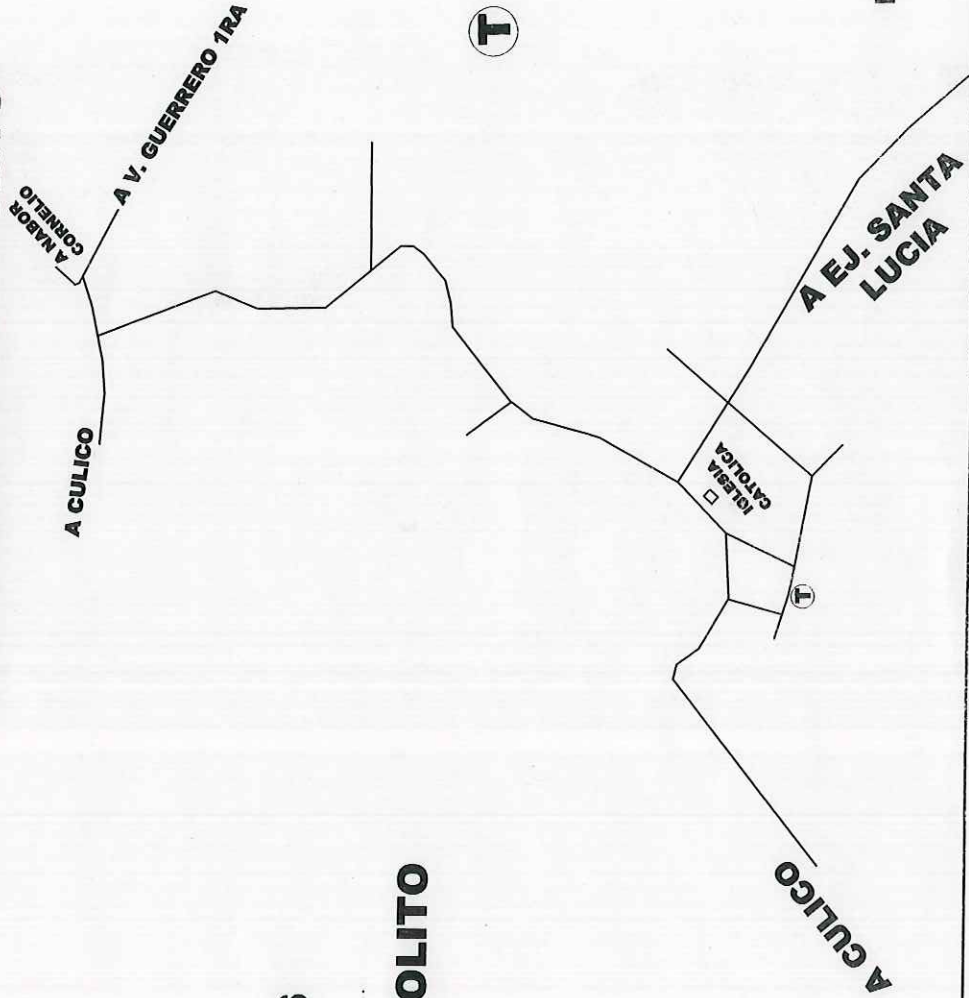 A NABOR
CORNELIO
A V. GUERRERO 1RA
T
A CULICO
A EJ. SANTA
LUCIA
IGLESIA
CATOLICA
T
OLITO
A CULICO